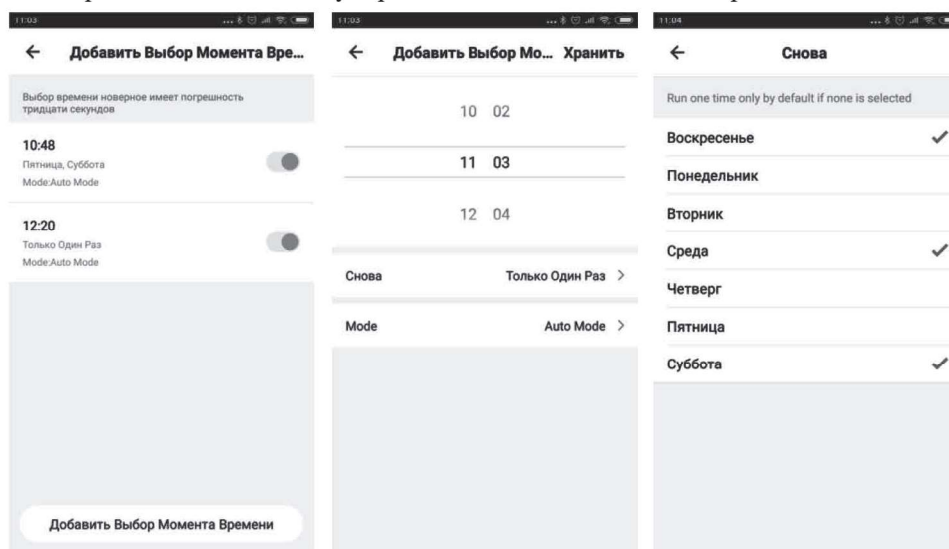 11:03
← Добавить Выбор Момента Вре...
Выбор времени новерное имеет погрешность
тридцати секундов
10:48
Пятница, Суббота
Mode:Auto Mode
12:20
Только Один Раз
Mode:Auto Mode
Добавить Выбор Момента Времени
11:03
← Добавить Выбор Мо... Хранить
10 02
11 03
12 04
Снова Только Один Раз >
Mode Auto Mode >
11:04
← Снова
Run one time only by default if none is selected
Воскресенье ✓
Понедельник
Вторник
Среда ✓
Четверг
Пятница
Суббота ✓